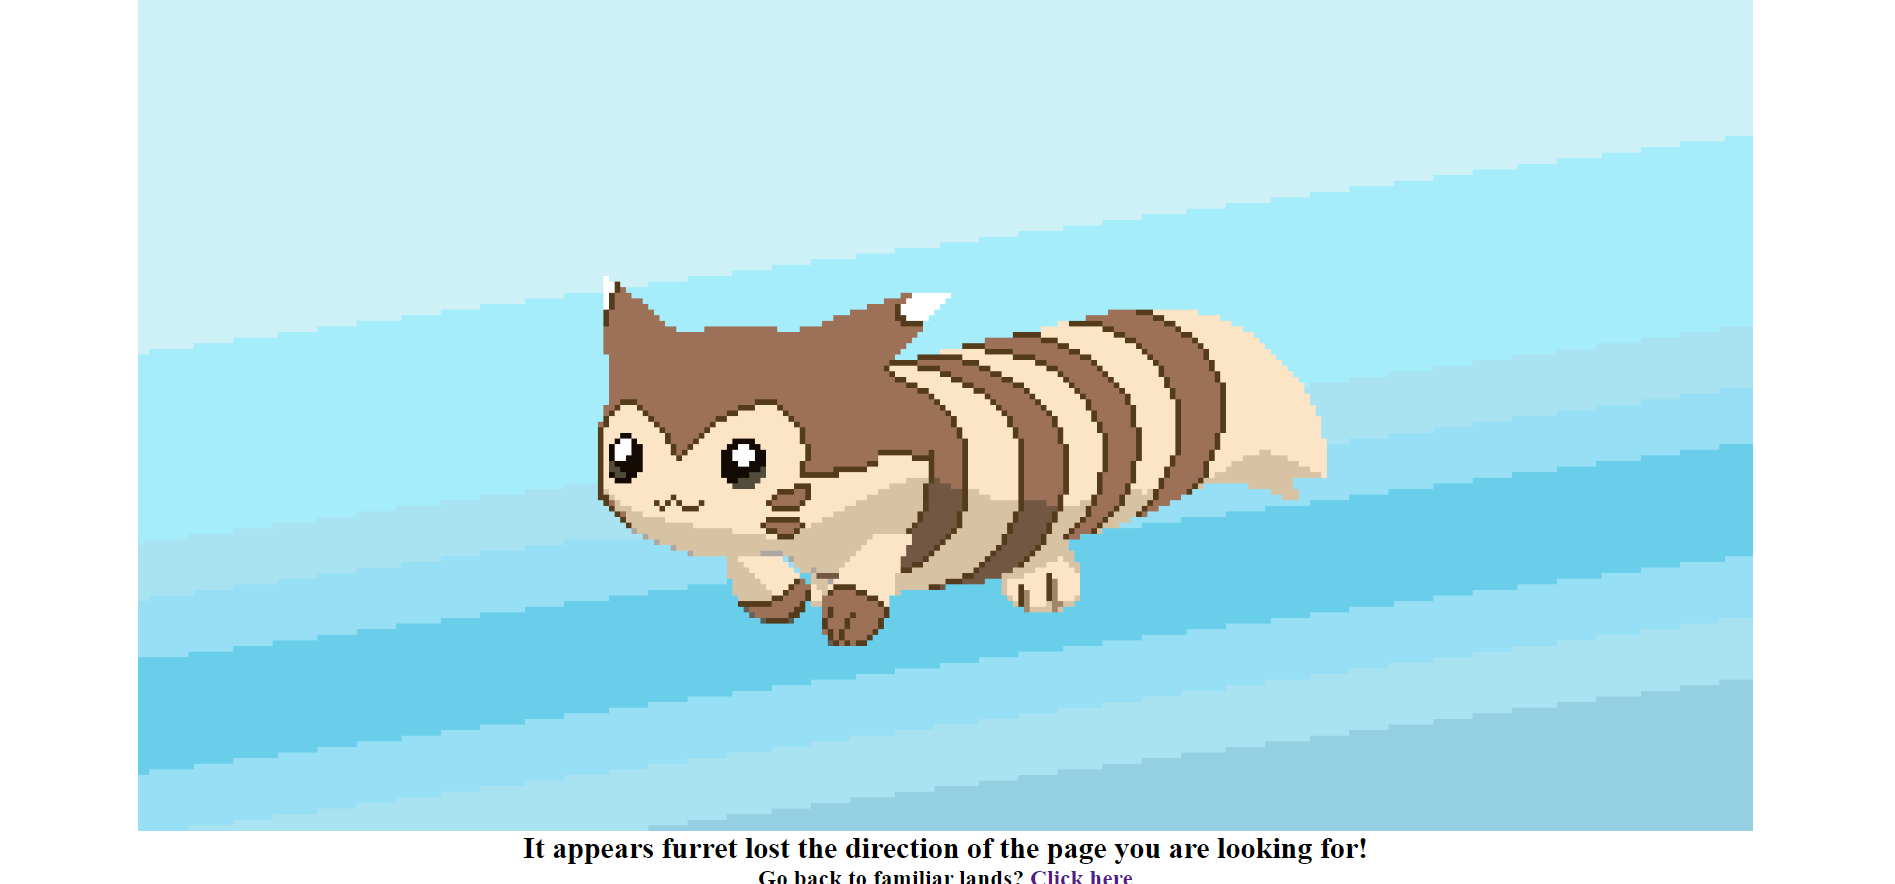 It appears furret lost the direction of the page you are looking for!
Go back to familiar lands? Click here